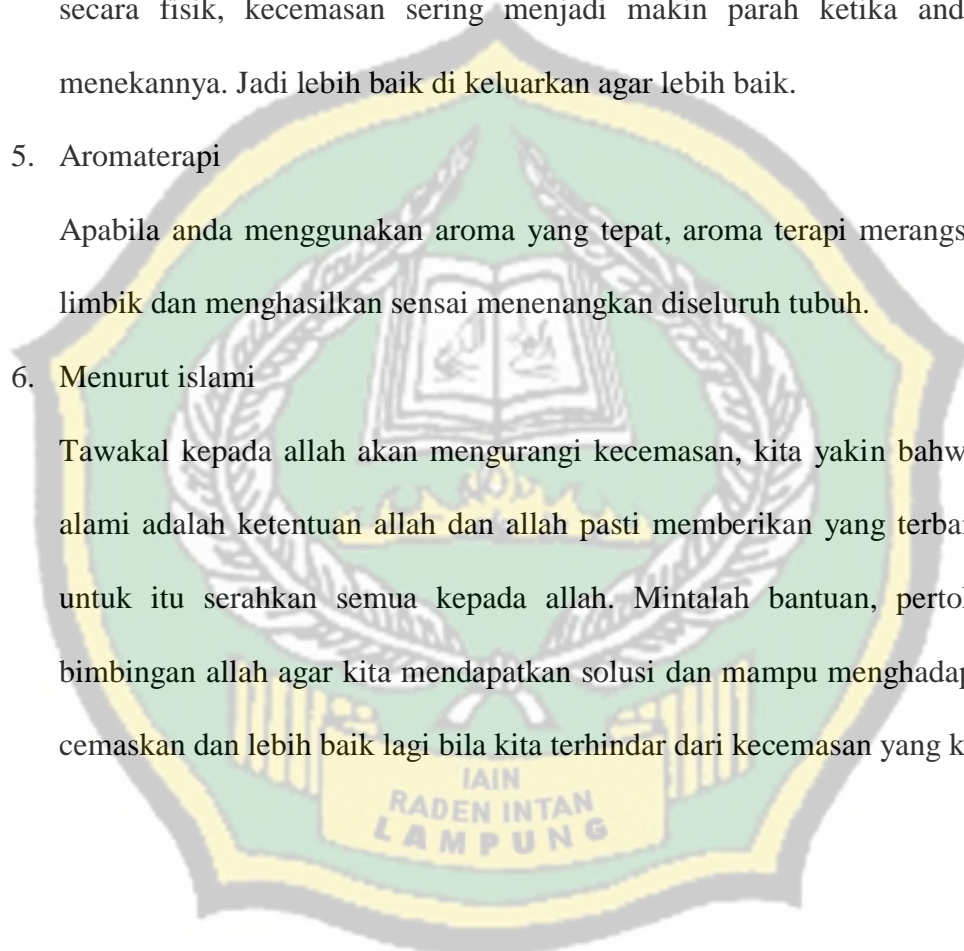 secara fisik, kecemasan sering menjadi makin parah ketika and
menekannya. Jadi lebih baik di keluarkan agar lebih baik.
5. Aromaterapi
Apabila anda menggunakan aroma yang tepat, aroma terapi merangs
limbik dan menghasilkan sensai menenangkan diseluruh tubuh.
6. Menurut islami
Tawakal kepada allah akan mengurangi kecemasan, kita yakin bahw
alami adalah ketentuan allah dan allah pasti memberikan yang terba
untuk itu serahkan semua kepada allah. Mintalah bantuan, perto
bimbingan allah agar kita mendapatkan solusi dan mampu menghadap
cemaskan dan lebih baik lagi bila kita terhindar dari kecemasan yang k
IAIN
RADEN INTAN
LAMPUNG